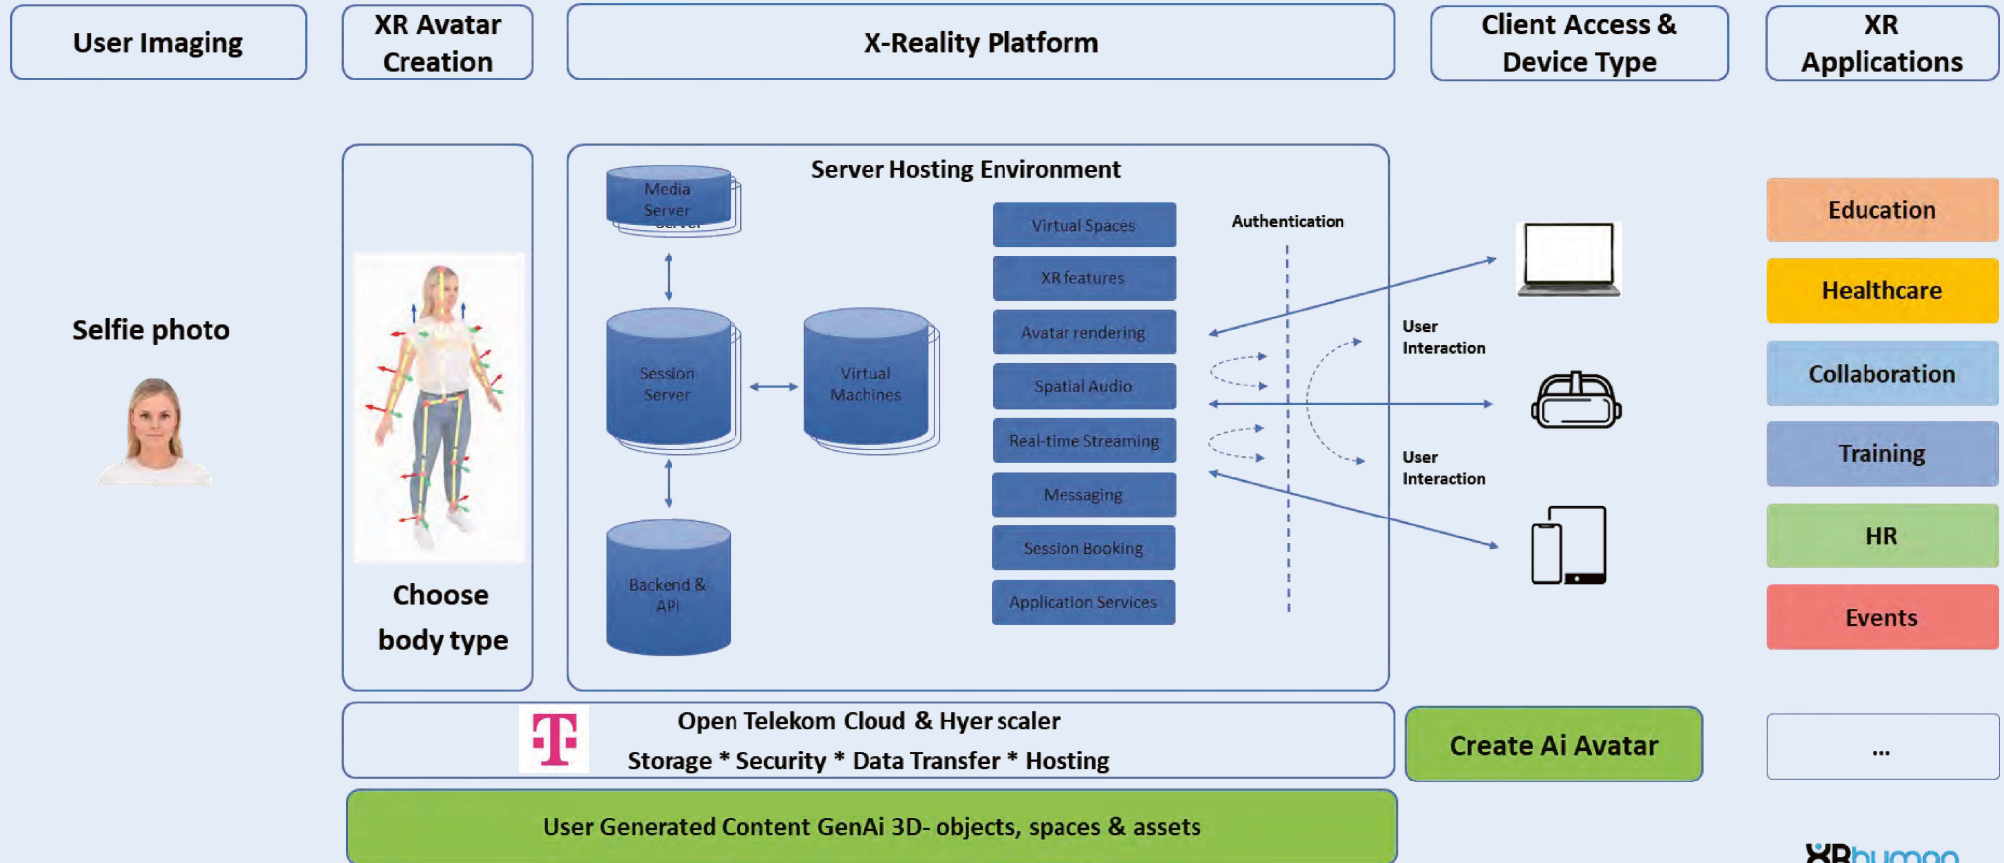 User Imaging
XR Avatar
Creation
X-Reality Platform
Client Access &
Device Type
XR
Applications
Selfie photo
Choose
body type
Server Hosting Environment
Media
Server
Server
Session
Server
Virtual
Machines
Backend &
API
Virtual Spaces
XR features
Avatar rendering
Spatial Audio
Real-time Streaming
Messaging
Session Booking
Application Services
Authentication
User
Interaction
User
Interaction
Education
Healthcare
Collaboration
Training
HR
Events
...
Open Telekom Cloud & Hyer scaler
Storage * Security * Data Transfer * Hosting
T
Create Ai Avatar
User Generated Content GenAi 3D- objects, spaces & assets
XRhuman